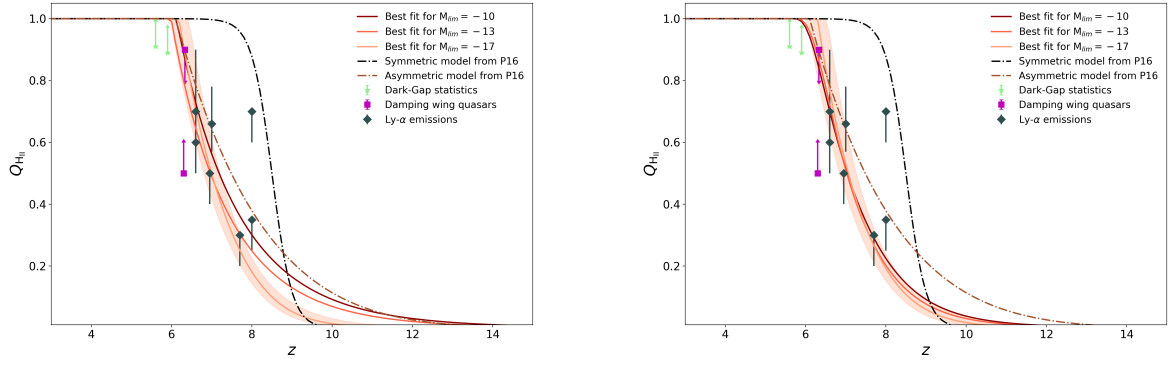 1.0
0.8
0.6
0.4
0.2
Q_{H_{II}}
4 6 8 10 12 14
z
Best fit for M_{lim} = −10
Best fit for M_{lim} = −13
Best fit for M_{lim} = −17
Symmetric model from P16
Asymmetric model from P16
Dark-Gap statistics
Damping wing quasars
Ly-α emissions
1.0
0.8
0.6
0.4
0.2
Q_{H_{II}}
4 6 8 10 12 14
z
Best fit for M_{lim} = −10
Best fit for M_{lim} = −13
Best fit for M_{lim} = −17
Symmetric model from P16
Asymmetric model from P16
Dark-Gap statistics
Damping wing quasars
Ly-α emissions